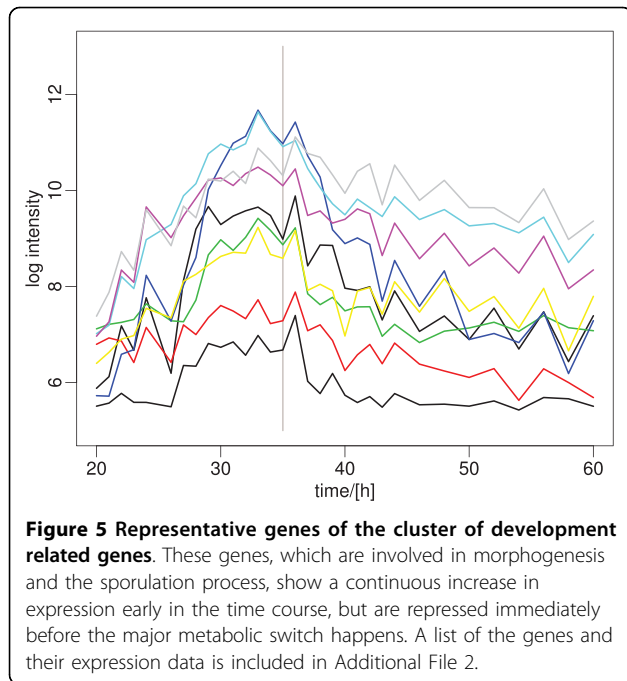 12
10
8
6
log intensity
20 30 40 50 60
time/[h]
Figure 5 Representative genes of the cluster of development
related genes. These genes, which are involved in morphogenesis
and the sporulation process, show a continuous increase in
expression early in the time course, but are repressed immediately
before the major metabolic switch happens. A list of the genes and
their expression data is included in Additional File 2.